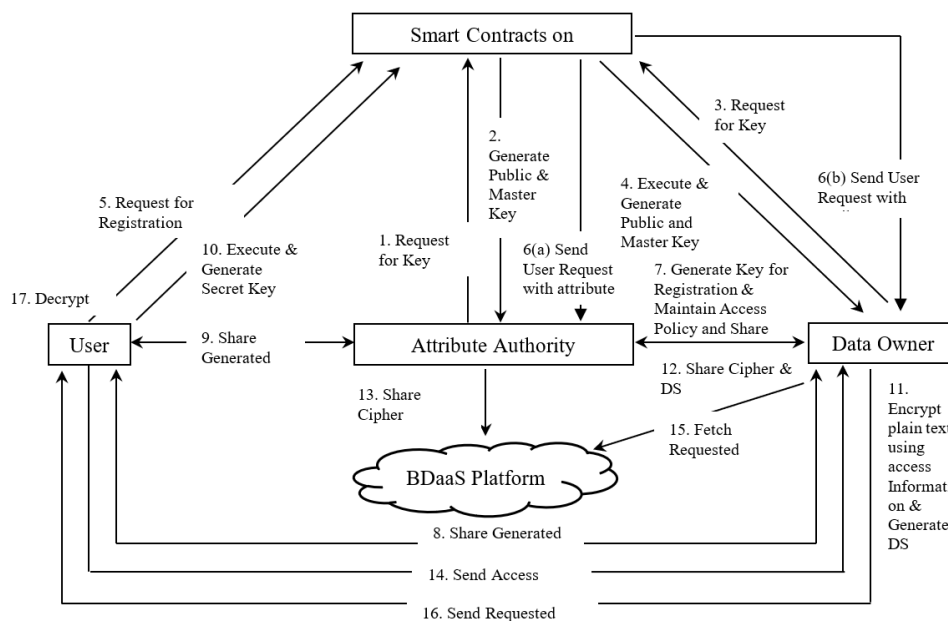 Smart Contracts on
3. Request
for Key
2.
Generate
Public &
Master
Key
6(b) Send User
Request with
4. Execute &
Generate
Public and
Master Key
5. Request for
Registration
1. Request
for Key
10. Execute &
Generate
Secret Key
6(a) Send
User Request
with attribute
7. Generate Key for
Registration &
Maintain Access
Policy and Share
17. Decrypt
User
9. Share
Generated
Attribute Authority
Data Owner
12. Share Cipher &
DS
13. Share
Cipher
11.
Encrypt
plain text
using
access
Informat
on &
Generate
DS
15. Fetch
Requested
BDaaS Platform
8. Share Generated
14. Send Access
16. Send Requested